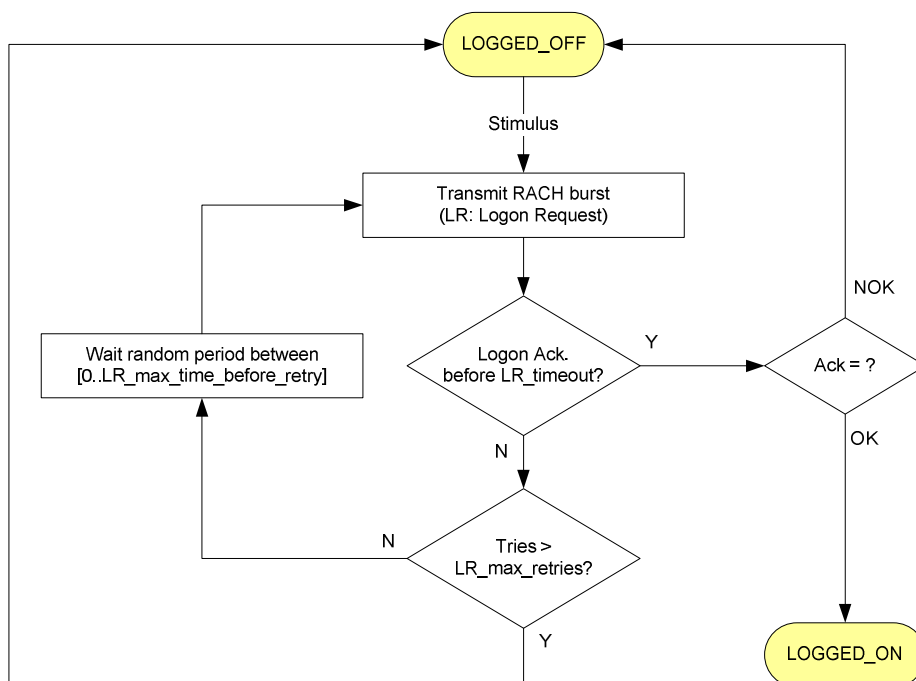 LOGGED_OFF
Stimulus
Transmit RACH burst
(LR: Logon Request)
NOK
Wait random period between
[0..LR_max_time_before_retry]
Logon Ack.
before LR_timeout?
Y
Ack = ?
OK
N
Tries >
LR_max_retries?
N
Y
LOGGED_ON